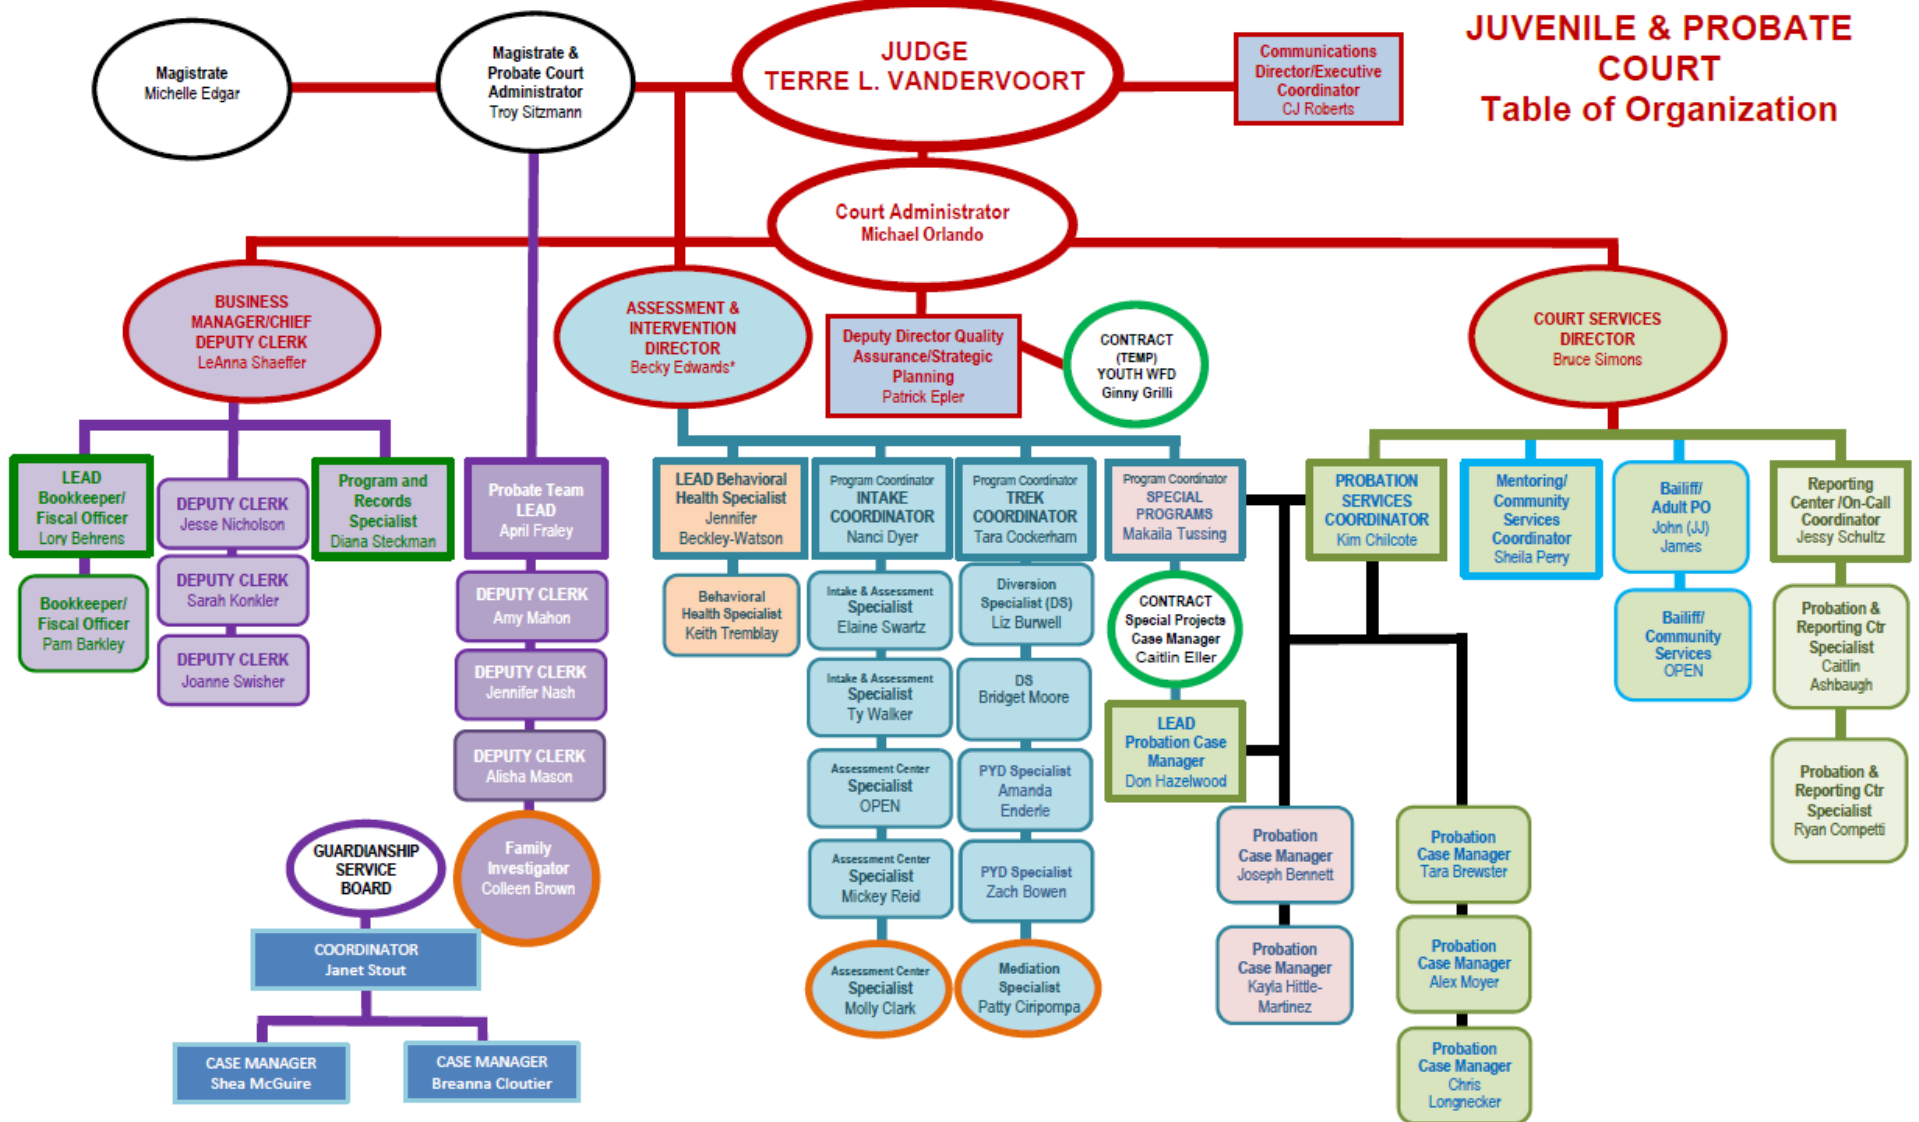 JUVENILE & PROBATE
COURT
Table of Organization
Magistrate
Michelle Edgar
Magistrate &
Probate Court
Administrator
Troy Sitzmann
JUDGE
TERRE L. VANDERVOORT
Communications
Director/Executive
Coordinator
CJ Roberts
Court Administrator
Michael Orlando
BUSINESS
MANAGER/CHIEF
DEPUTY CLERK
LeAnna Shaeffer
ASSESSMENT &
INTERVENTION
DIRECTOR
Becky Edwards*
Deputy Director Quality
Assurance/Strategic
Planning
Patrick Epler
CONTRACT
(TEMP)
YOUTH WFD
Ginny Grilli
COURT SERVICES
DIRECTOR
Bruce Simons
LEAD
Bookkeeper/
Fiscal Officer
Lory Behrens
Bookkeeper/
Fiscal Officer
Pam Barkley
DEPUTY CLERK
Jesse Nicholson
DEPUTY CLERK
Sarah Konkler
DEPUTY CLERK
Joanne Swisher
Program and
Records
Specialist
Diana Steckman
Probate Team
LEAD
April Fraley
DEPUTY CLERK
Amy Mahon
DEPUTY CLERK
Jennifer Nash
DEPUTY CLERK
Alisha Mason
Family
Investigator
Colleen Brown
GUARDIANSHIP
SERVICE
BOARD
COORDINATOR
Janet Stout
CASE MANAGER
Shea McGuire
CASE MANAGER
Breanna Cloutier
LEAD Behavioral
Health Specialist
Jennifer
Beckley-Watson
Behavioral
Health Specialist
Keith Tremblay
Program Coordinator
INTAKE
COORDINATOR
Nanci Dyer
Intake & Assessment
Specialist
Elaine Swartz
Intake & Assessment
Specialist
Ty Walker
Assessment Center
Specialist
OPEN
Assessment Center
Specialist
Mickey Reid
Assessment Center
Specialist
Molly Clark
Program Coordinator
TREK
COORDINATOR
Tara Cockerham
Diversion
Specialist (DS)
Liz Burwell
DS
Bridget Moore
PYD Specialist
Amanda
Enderle
PYD Specialist
Zach Bowen
Mediation
Specialist
Patty Ciripompa
Program Coordinator
SPECIAL
PROGRAMS
Makaila Tussing
CONTRACT
Special Projects
Case Manager
Caitlin Eller
LEAD
Probation Case
Manager
Don Hazelwood
Probation
Case Manager
Joseph Bennett
Probation
Case Manager
Kayla Hittle-
Martinez
PROBATION
SERVICES
COORDINATOR
Kim Chilcote
Probation
Case Manager
Tara Brewster
Probation
Case Manager
Alex Moyer
Probation
Case Manager
Chris
Longnecker
Mentoring/
Community
Services
Coordinator
Sheila Perry
Bailiff/
Adult PO
John (JJ)
James
Bailiff/
Community
Services
OPEN
Reporting
Center /On-Call
Coordinator
Jessy Schultz
Probation &
Reporting Ctr
Specialist
Caitlin
Ashbaugh
Probation &
Reporting Ctr
Specialist
Ryan Competti